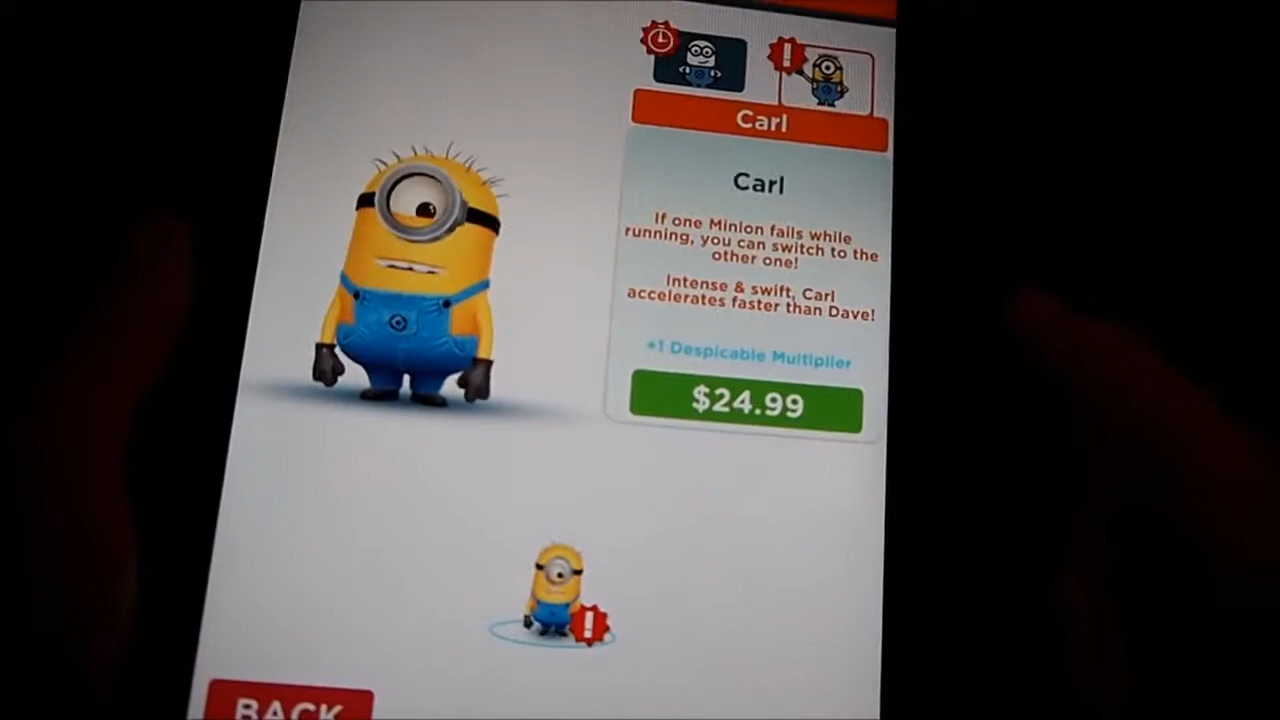 Carl
Carl
If one Minion fails while
running, you can switch to the
other one!
Intense & swift, Carl
accelerates faster than Dave!
+1 Despicable Multiplier
$24.99
BACK